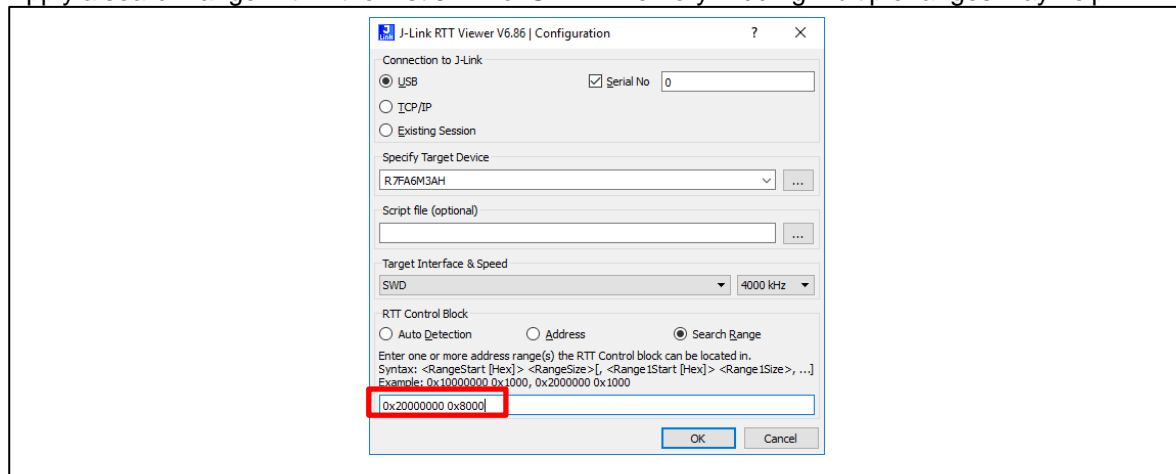 J-Link RTT Viewer V6.86 | Configuration ? ×
Connection to J-Link
USB Serial No 0
TCP/IP
Existing Session
Specify Target Device
R7FA6M3AH ...
Script file (optional)
...
Target Interface & Speed
SWD 4000 kHz
RTT Control Block
Auto Detection Address Search Range
Enter one or more address range(s) the RTT Control block can be located in.
Syntax: <RangeStart [Hex]> <RangeSize>[, <Range1Start [Hex]> <Range1Size>, ...]
Example: 0x10000000 0x1000, 0x2000000 0x1000
0x20000000 0x8000
OK Cancel